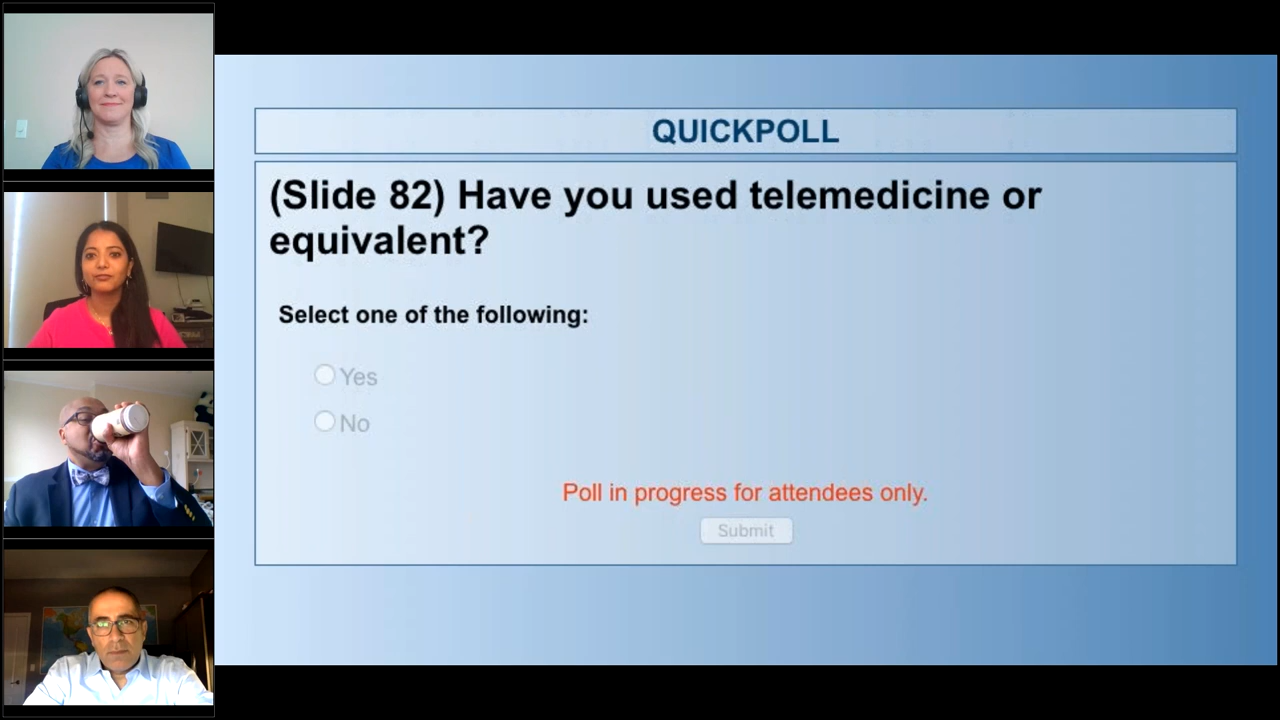 QUICKPOLL
(Slide 82) Have you used telemedicine or
equivalent?
Select one of the following:
Yes
No
Poll in progress for attendees only.
Submit